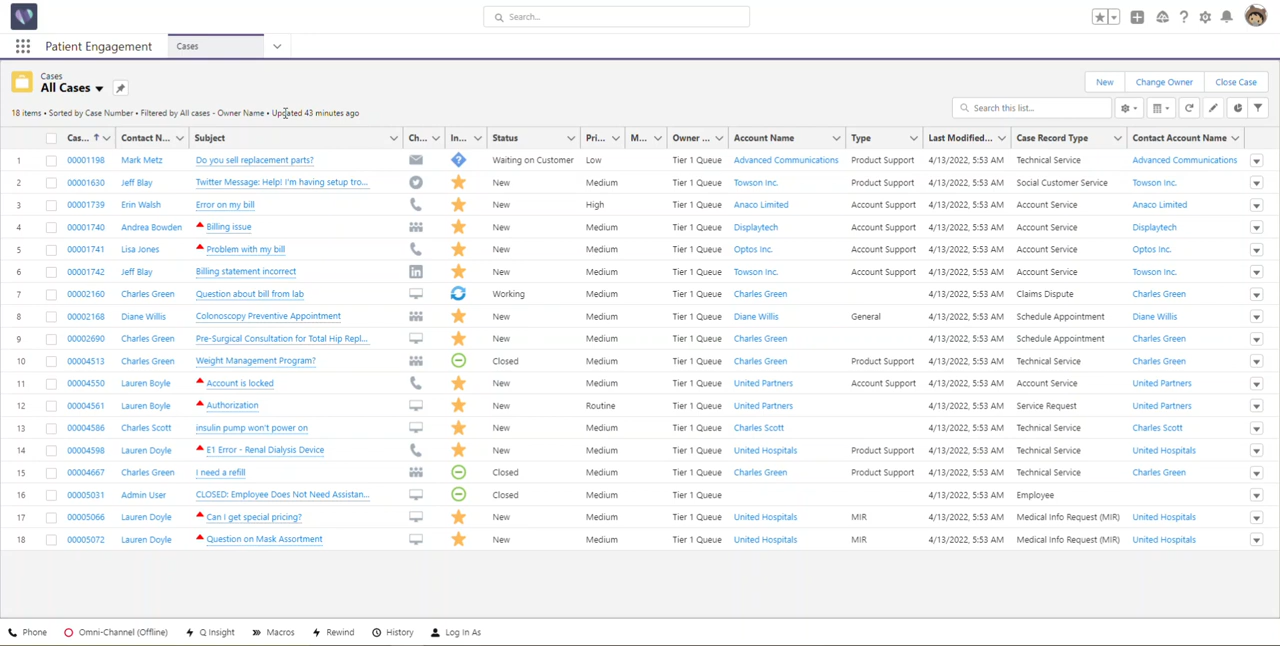 Search...
Patient Engagement Cases
Cases
All Cases
New Change Owner Close Case
18 items • Sorted by Case Number • Filtered by All cases - Owner Name • Updated 43 minutes ago
Search this list...
Cas... Contact N... Subject Ch... In... Status Pri... M... Owner ... Account Name Type Last Modified... Case Record Type Contact Account Name
1 00001198 Mark Metz Do you sell replacement parts? Waiting on Customer Low Tier 1 Queue Advanced Communications Product Support 4/13/2022, 5:53 AM Technical Service Advanced Communications
2 00001630 Jeff Blay Twitter Message: Help! I'm having setup tro... New Medium Tier 1 Queue Towson Inc. Product Support 4/13/2022, 5:53 AM Social Customer Service Towson Inc.
3 00001739 Erin Walsh Error on my bill New High Tier 1 Queue Anaco Limited Account Support 4/13/2022, 5:53 AM Account Service Anaco Limited
4 00001740 Andrea Bowden Billing issue New Medium Tier 1 Queue Displaytech Account Support 4/13/2022, 5:53 AM Account Service Displaytech
5 00001741 Lisa Jones Problem with my bill New Medium Tier 1 Queue Optos Inc. Account Support 4/13/2022, 5:53 AM Account Service Optos Inc.
6 00001742 Jeff Blay Billing statement incorrect New Medium Tier 1 Queue Towson Inc. Account Support 4/13/2022, 5:53 AM Account Service Towson Inc.
7 00002160 Charles Green Question about bill from lab Working Medium Tier 1 Queue Charles Green 4/13/2022, 5:53 AM Claims Dispute Charles Green
8 00002168 Diane Willis Colonoscopy Preventive Appointment New Medium Tier 1 Queue Diane Willis General 4/13/2022, 5:53 AM Schedule Appointment Diane Willis
9 00002690 Charles Green Pre-Surgical Consultation for Total Hip Repl... New Medium Tier 1 Queue Charles Green 4/13/2022, 5:53 AM Schedule Appointment Charles Green
10 00004513 Charles Green Weight Management Program? Closed Medium Tier 1 Queue Charles Green Product Support 4/13/2022, 5:53 AM Technical Service Charles Green
11 00004550 Lauren Boyle Account is locked New Medium Tier 1 Queue United Partners Account Support 4/13/2022, 5:53 AM Account Service United Partners
12 00004561 Lauren Boyle Authorization New Routine Tier 1 Queue United Partners 4/13/2022, 5:53 AM Service Request United Partners
13 00004586 Charles Scott insulin pump won't power on New Medium Tier 1 Queue Charles Scott 4/13/2022, 5:53 AM Technical Service Charles Scott
14 00004598 Lauren Doyle E1 Error - Renal Dialysis Device New Medium Tier 1 Queue United Hospitals Product Support 4/13/2022, 5:53 AM Technical Service United Hospitals
15 00004667 Charles Green I need a refill Closed Medium Tier 1 Queue Charles Green Product Support 4/13/2022, 5:53 AM Technical Service Charles Green
16 00005031 Admin User CLOSED: Employee Does Not Need Assistan... Closed Medium Tier 1 Queue 4/13/2022, 5:53 AM Employee
17 00005066 Lauren Doyle Can I get special pricing? New Medium Tier 1 Queue United Hospitals MIR 4/13/2022, 5:53 AM Medical Info Request (MIR) United Hospitals
18 00005072 Lauren Doyle Question on Mask Assortment New Medium Tier 1 Queue United Hospitals MIR 4/13/2022, 5:53 AM Medical Info Request (MIR) United Hospitals
Phone Omni-Channel (Offline) Q Insight Macros Rewind History Log In As